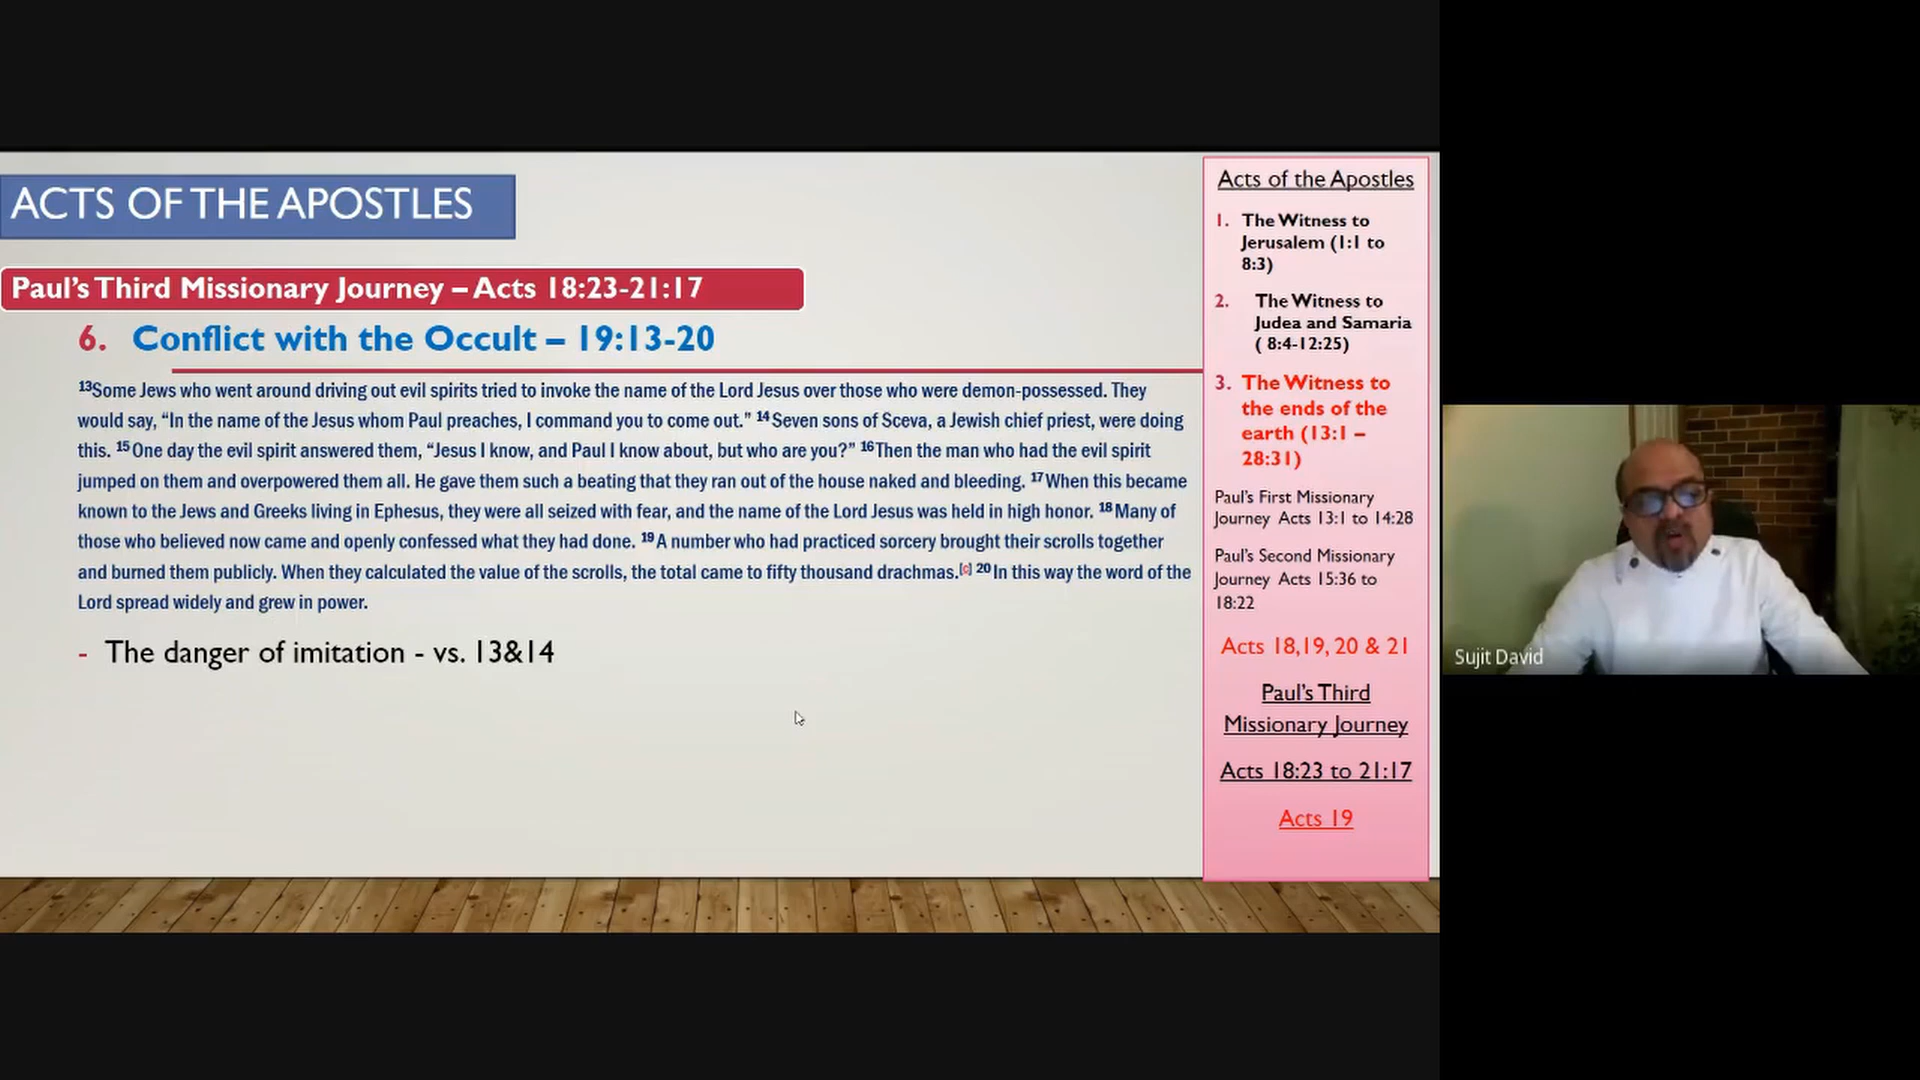 ACTS OF THE APOSTLES
Paul's Third Missionary Journey – Acts 18:23-21:17
6. Conflict with the Occult – 19:13-20
13Some Jews who went around driving out evil spirits tried to invoke the name of the Lord Jesus over those who were demon-possessed. They
would say, “In the name of the Jesus whom Paul preaches, I command you to come out.” 14Seven sons of Sceva, a Jewish chief priest, were doing
this. 15One day the evil spirit answered them, “Jesus I know, and Paul I know about, but who are you?” 16Then the man who had the evil spirit
jumped on them and overpowered them all. He gave them such a beating that they ran out of the house naked and bleeding. 17When this became
known to the Jews and Greeks living in Ephesus, they were all seized with fear, and the name of the Lord Jesus was held in high honor. 18Many of
those who believed now came and openly confessed what they had done. 19A number who had practiced sorcery brought their scrolls together
and burned them publicly. When they calculated the value of the scrolls, the total came to fifty thousand drachmas.[c] 20In this way the word of the
Lord spread widely and grew in power.
- The danger of imitation - vs. 13&14
Acts of the Apostles
1. The Witness to
Jerusalem (1:1 to
8:3)
2. The Witness to
Judea and Samaria
( 8:4-12:25)
3. The Witness to
the ends of the
earth (13:1 –
28:31)
Paul's First Missionary
Journey Acts 13:1 to 14:28
Paul's Second Missionary
Journey Acts 15:36 to
18:22
Acts 18,19, 20 & 21
Paul's Third
Missionary Journey
Acts 18:23 to 21:17
Acts 19
Sujit David